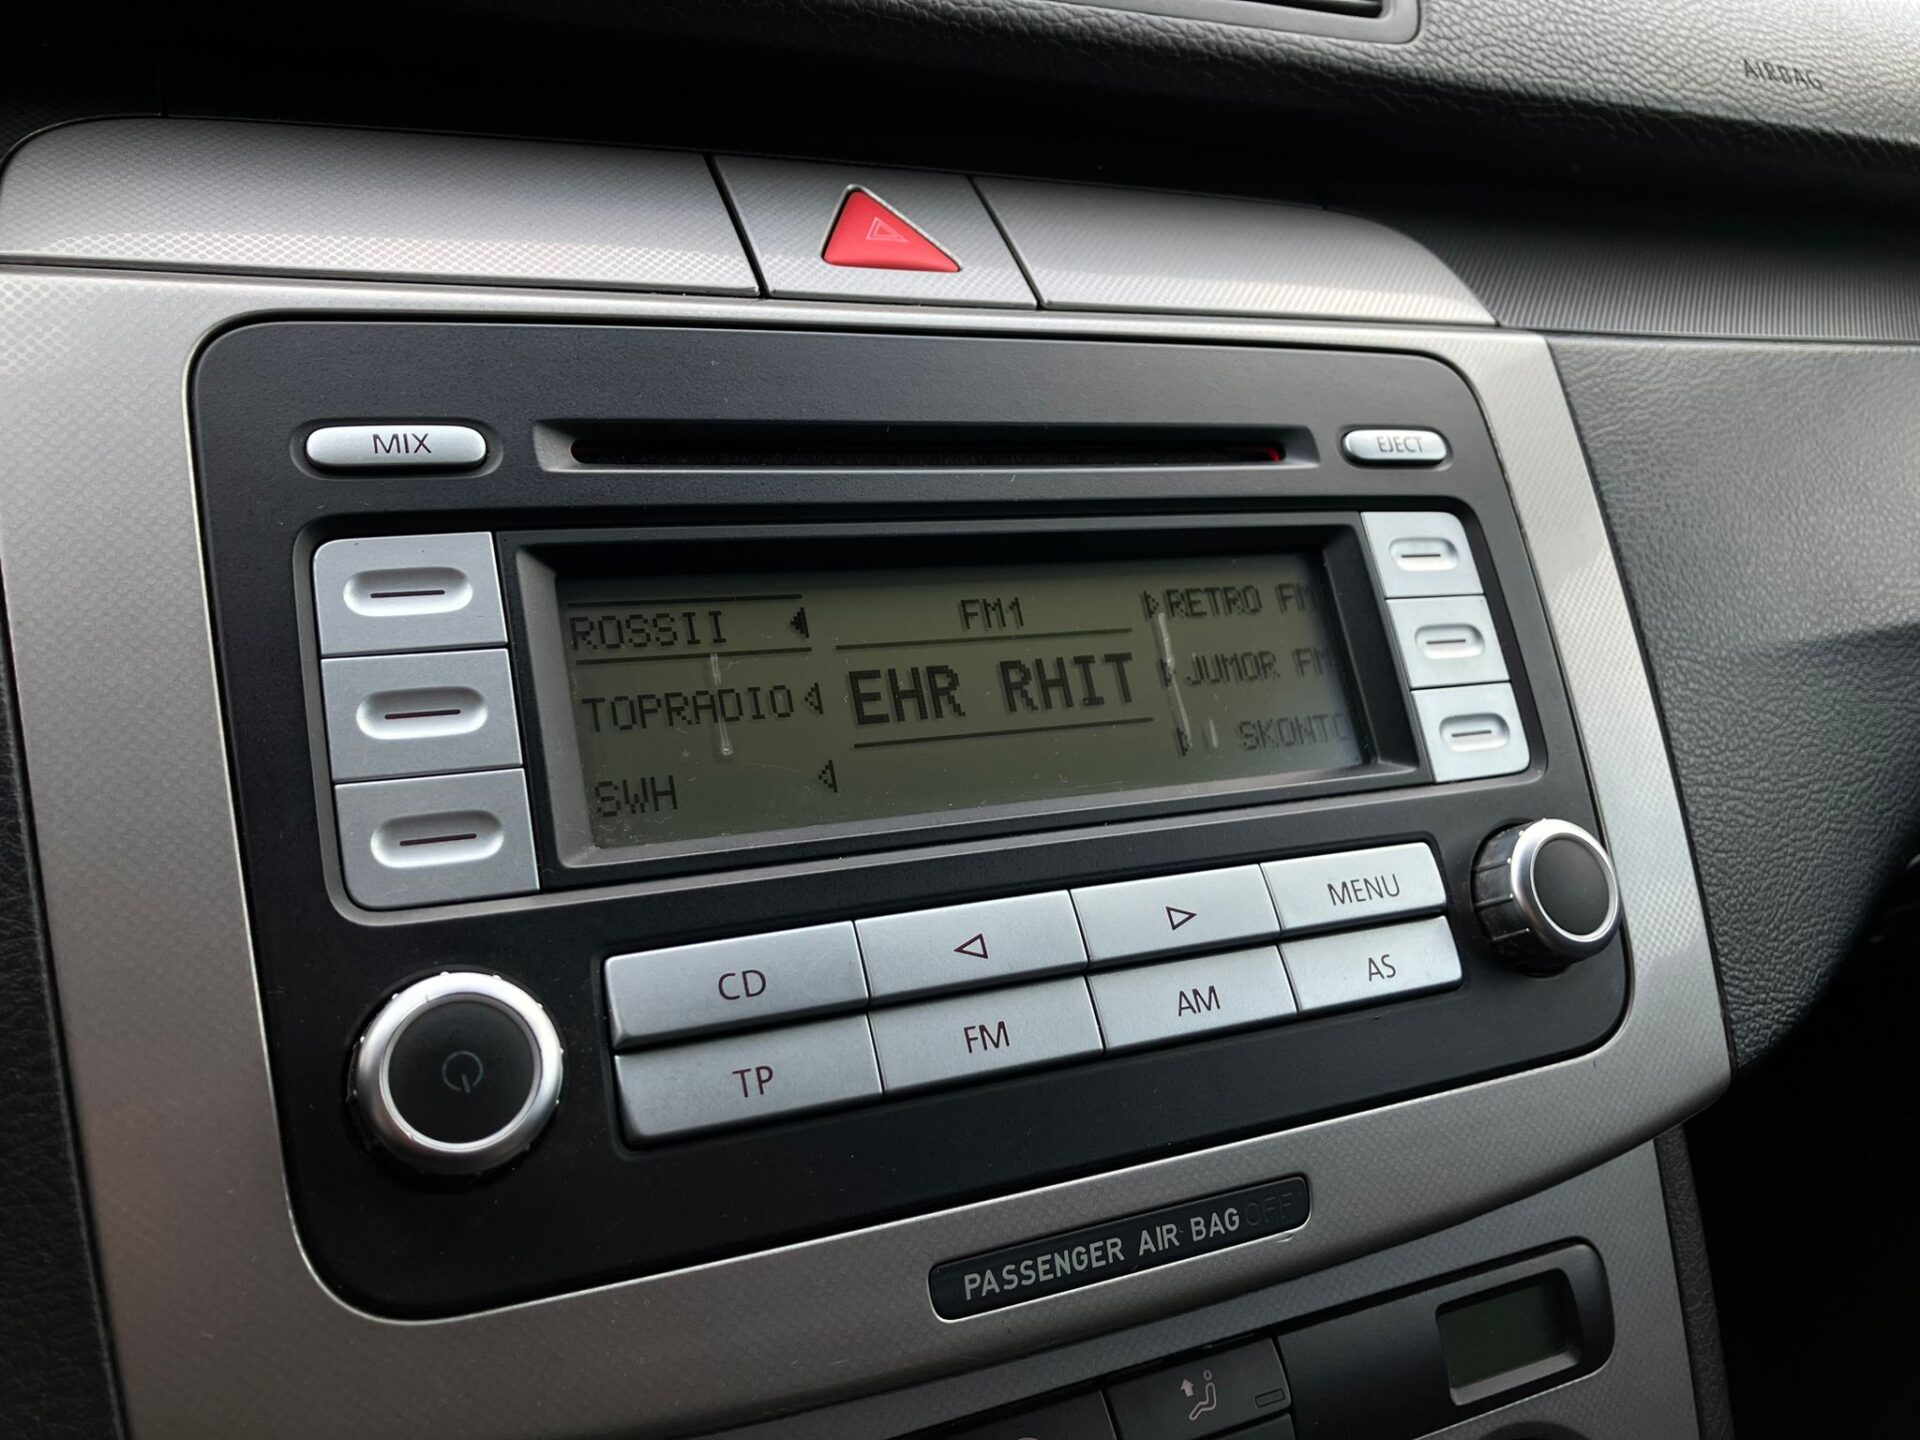 AIRBAG
MIX
EJECT
ROSSII
FM1
RETRO FM
TOPRADIO
EHR RHIT
JUMOR FM
SWH
SKONTO
CD
MENU
TP
FM
AM
AS
PASSENGER AIR BAG OFF